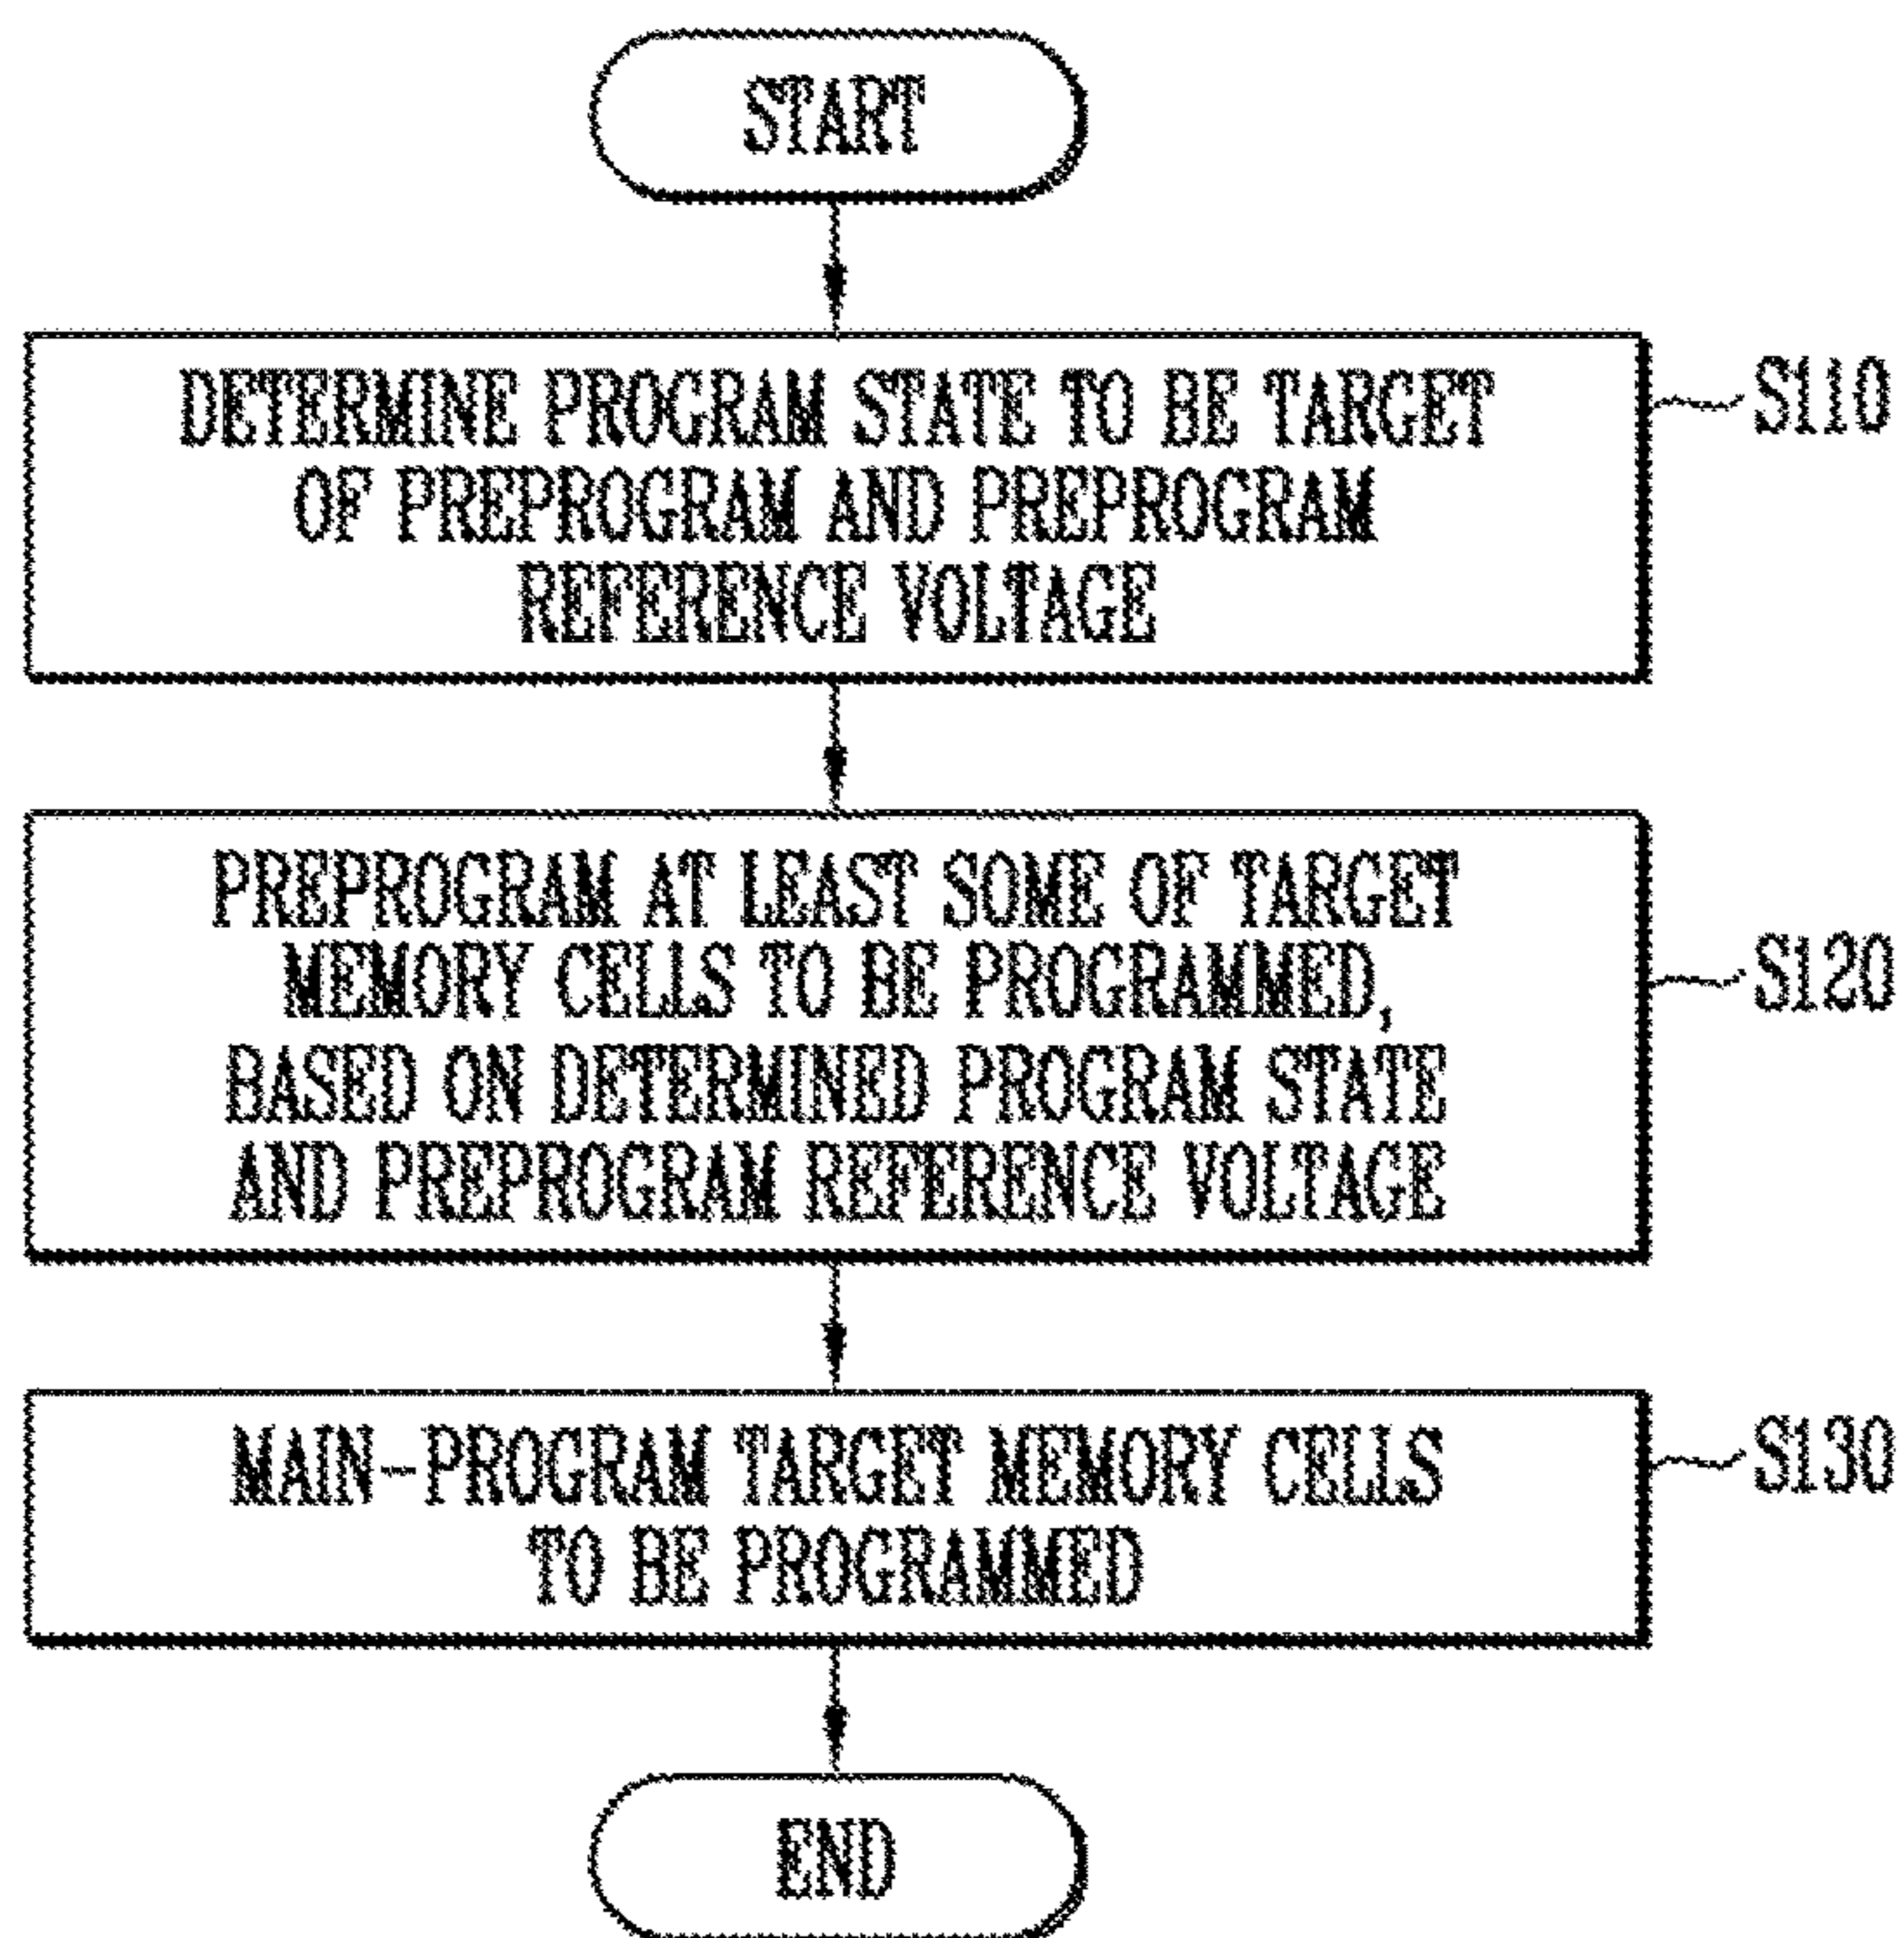 START
DETERMINE PROGRAM STATE TO BE TARGET
OF PREPROGRAM AND PREPROGRAM
REFERENCE VOLTAGE
S110
PREPROGRAM AT LEAST SOME OF TARGET
MEMORY CELLS TO BE PROGRAMMED,
BASED ON DETERMINED PROGRAM STATE
AND PREPROGRAM REFERENCE VOLTAGE
S120
MAIN-PROGRAM TARGET MEMORY CELLS
TO BE PROGRAMMED
S130
END